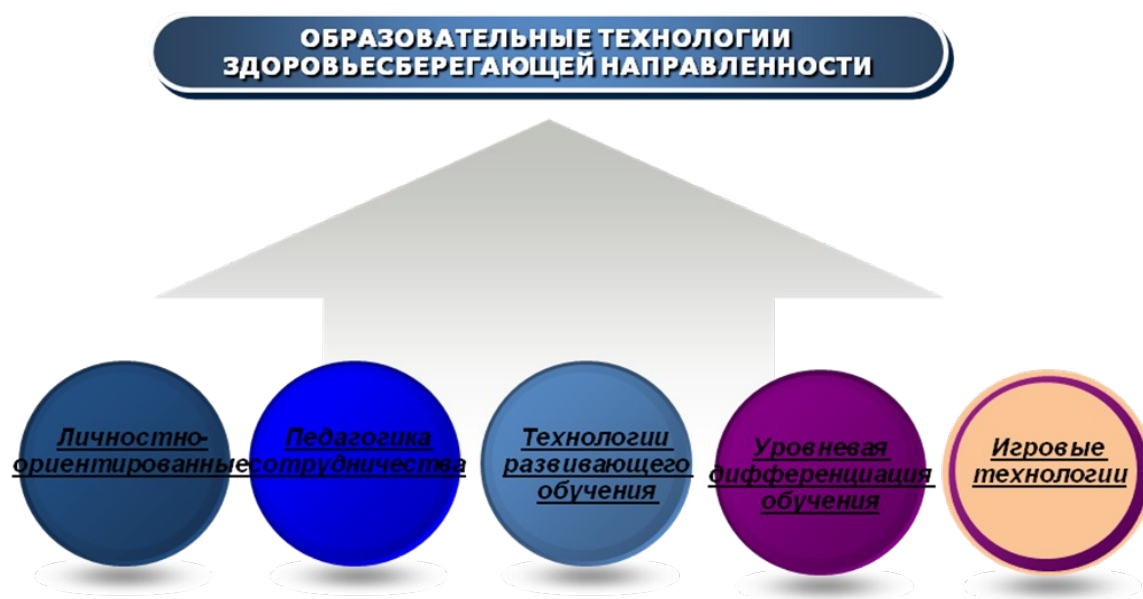 ОБРАЗОВАТЕЛЬНЫЕ ТЕХНОЛОГИИ
ЗДОРОВЬЕСБЕРЕГАЮЩЕЙ НАПРАВЛЕННОСТИ
Личностно-
ориентированные
Педагогика
сотрудничества
Технологии
развивающего
обучения
Уровневая
дифференциация
обучения
Игровые
технологии